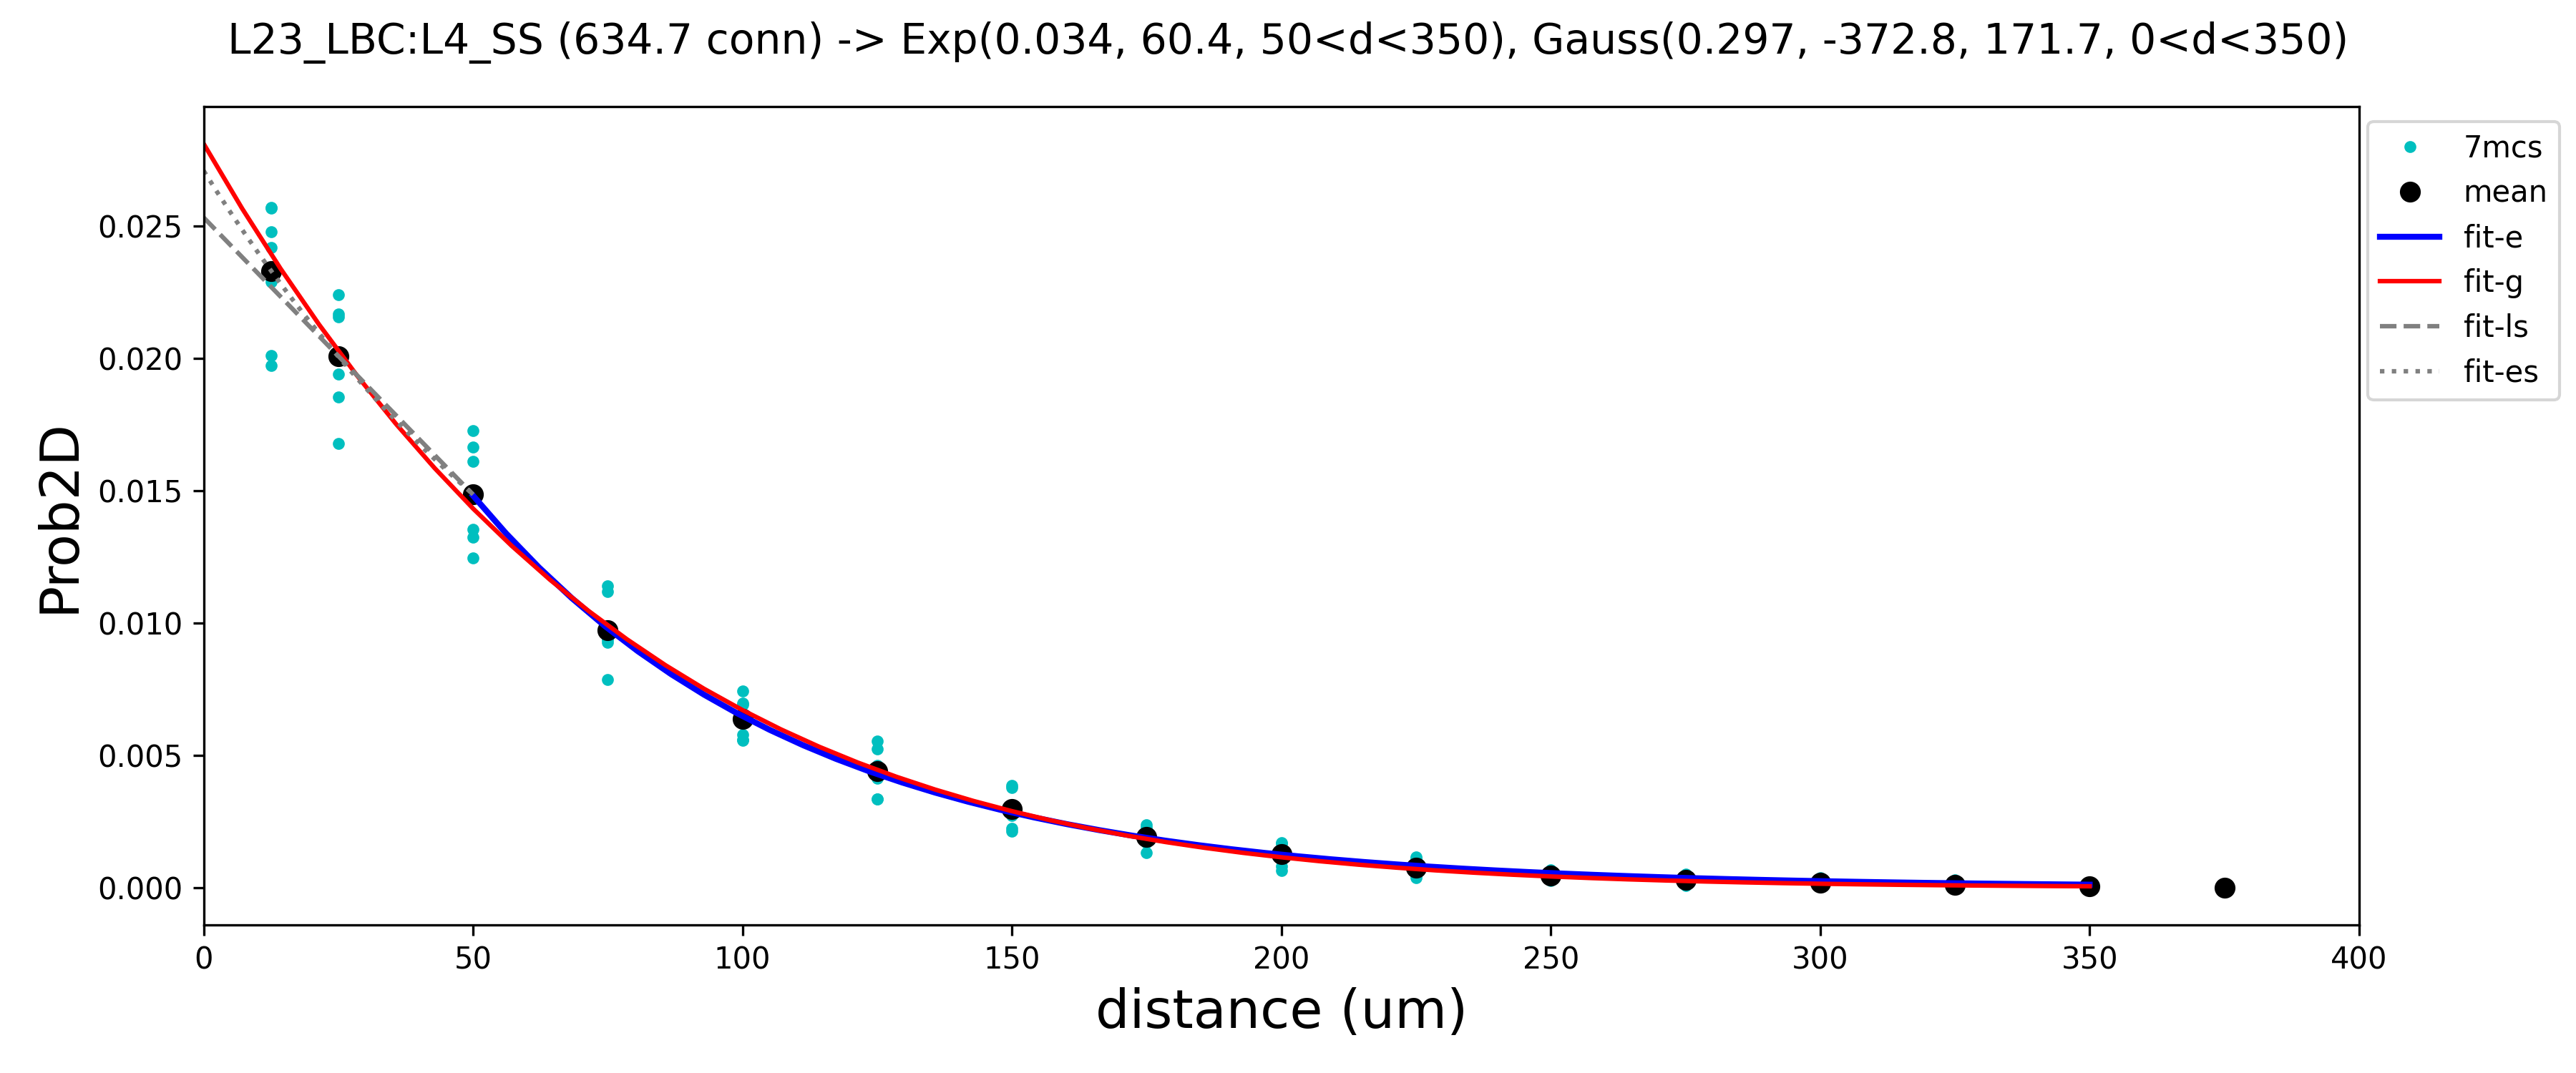 L23_LBC:L4_SS (634.7 conn) -> Exp(0.034, 60.4, 50<d<350), Gauss(0.297, -372.8, 171.7, 0<d<350)
7mcs
mean
fit-e
fit-g
fit-ls
fit-es
Prob2D
0.025
0.020
0.015
0.010
0.005
0.000
0 50 100 150 200 250 300 350 400
distance (um)